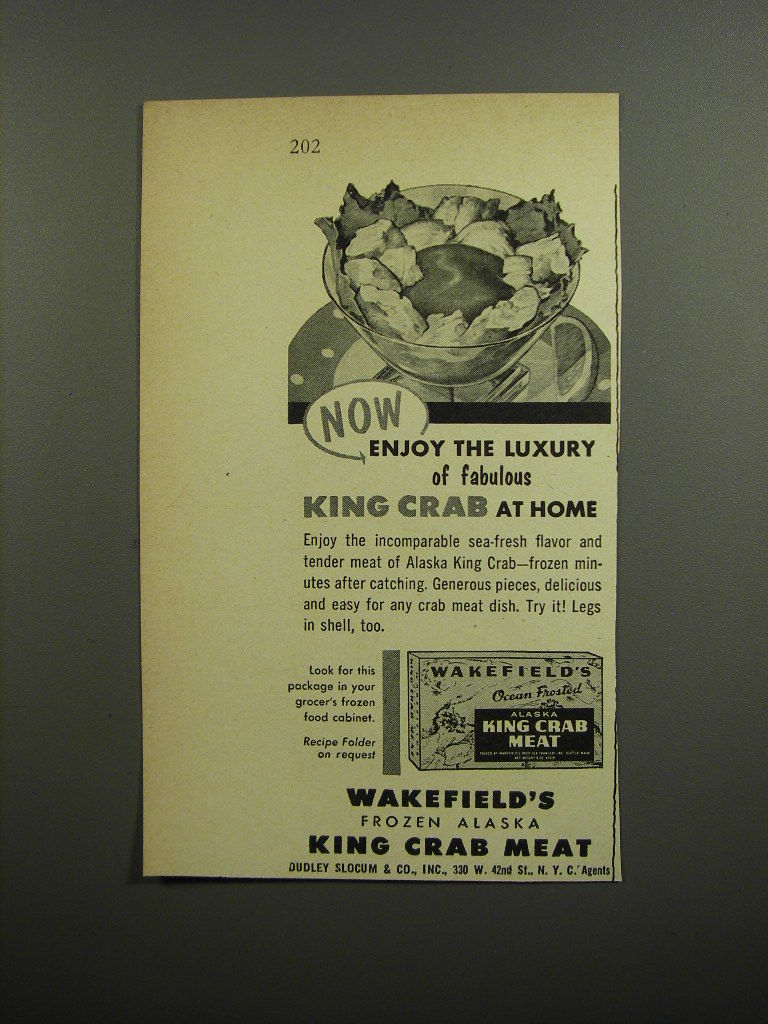 202
NOW
ENJOY THE LUXURY
of fabulous
KING CRAB AT HOME
Enjoy the incomparable sea-fresh flavor and
tender meat of Alaska King Crab—frozen min-
utes after catching. Generous pieces, delicious
and easy for any crab meat dish. Try it! Legs
in shell, too.
Look for this
package in your
grocer's frozen
food cabinet.
Recipe Folder
on request
WAKEFIELD'S
Ocean Frosted
ALASKA
KING CRAB
MEAT
WAKEFIELD'S
FROZEN ALASKA
KING CRAB MEAT
DUDLEY SLOCUM & CO., INC., 330 W. 42nd St., N. Y. C. Agents